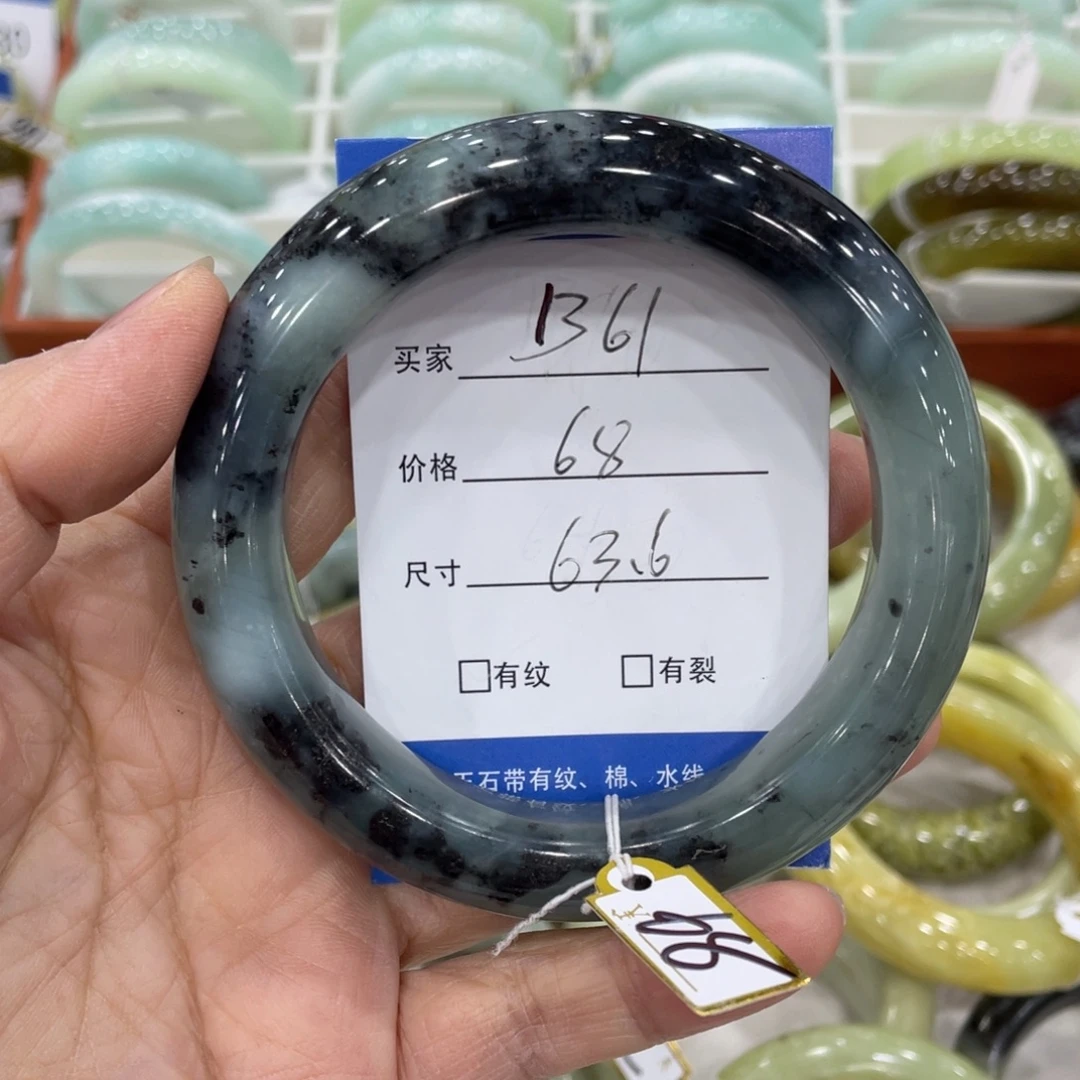 买家 B61
价格 68
尺寸 63.6
□有纹 □有裂
石带有纹、棉、水线
68